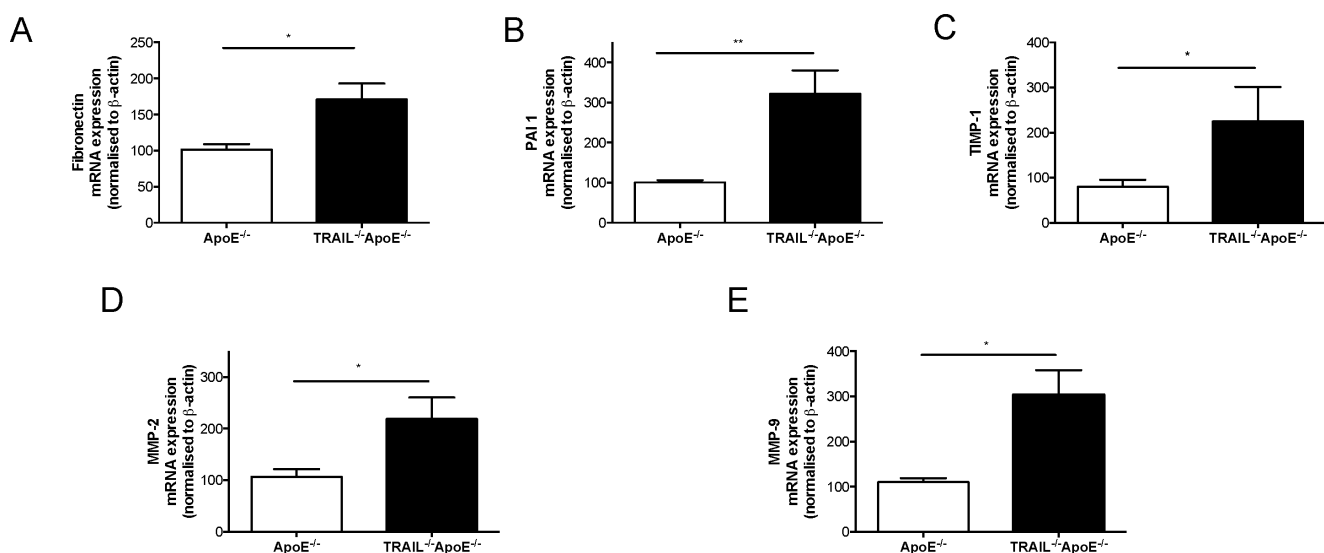 A
Fibronectin
mRNA expression
(normalised to β-actin)
250
200
150
100
50
0
*
ApoE-/-
TRAIL-/-ApoE-/-
B
PAI 1
mRNA expression
(normalised to β-actin)
400
300
200
100
0
**
ApoE-/-
TRAIL-/-ApoE-/-
C
TIMP-1
mRNA expression
(normalised to β-actin)
400
300
200
100
0
*
ApoE-/-
TRAIL-/-ApoE-/-
D
MMP-2
mRNA expression
(normalised to β-actin)
300
200
100
0
*
ApoE-/-
TRAIL-/-ApoE-/-
E
MMP-9
mRNA expression
(normalised to β-actin)
400
300
200
100
0
*
ApoE-/-
TRAIL-/-ApoE-/-